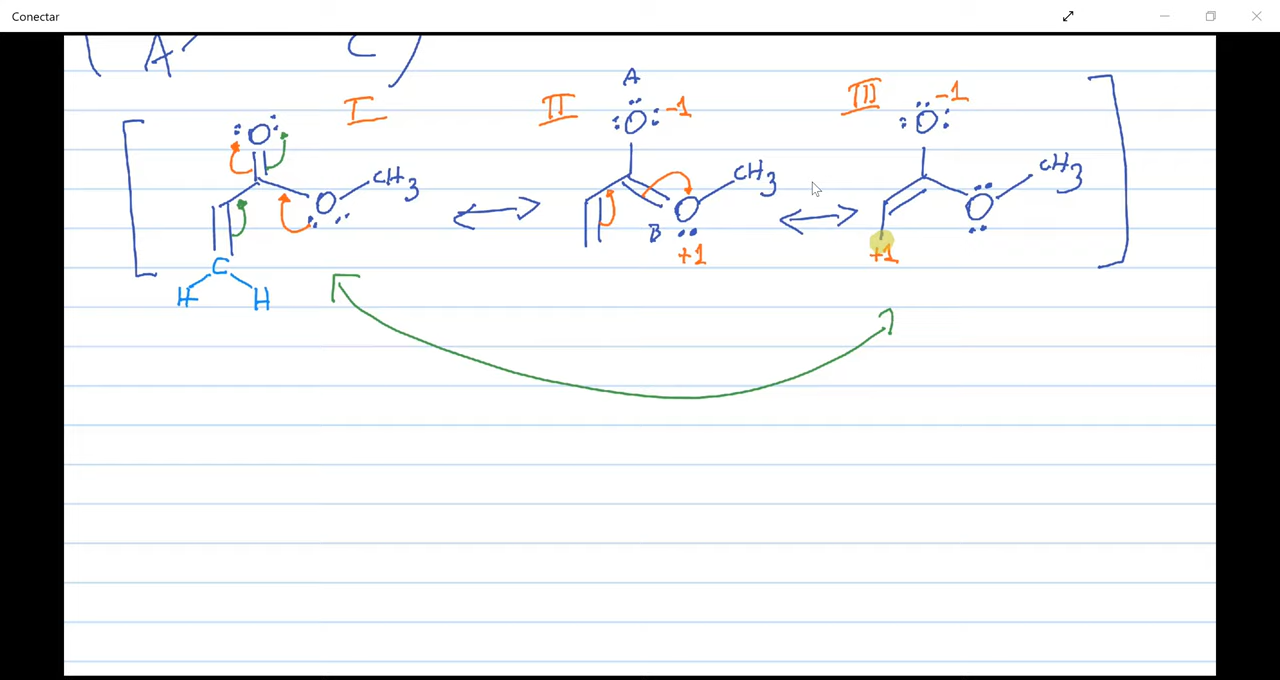 Conectar
A C
I II A III
:O: :Ö: -1 :Ö: -1
CH3 CH3 CH3
O O O
B
+1 +1
C
H H